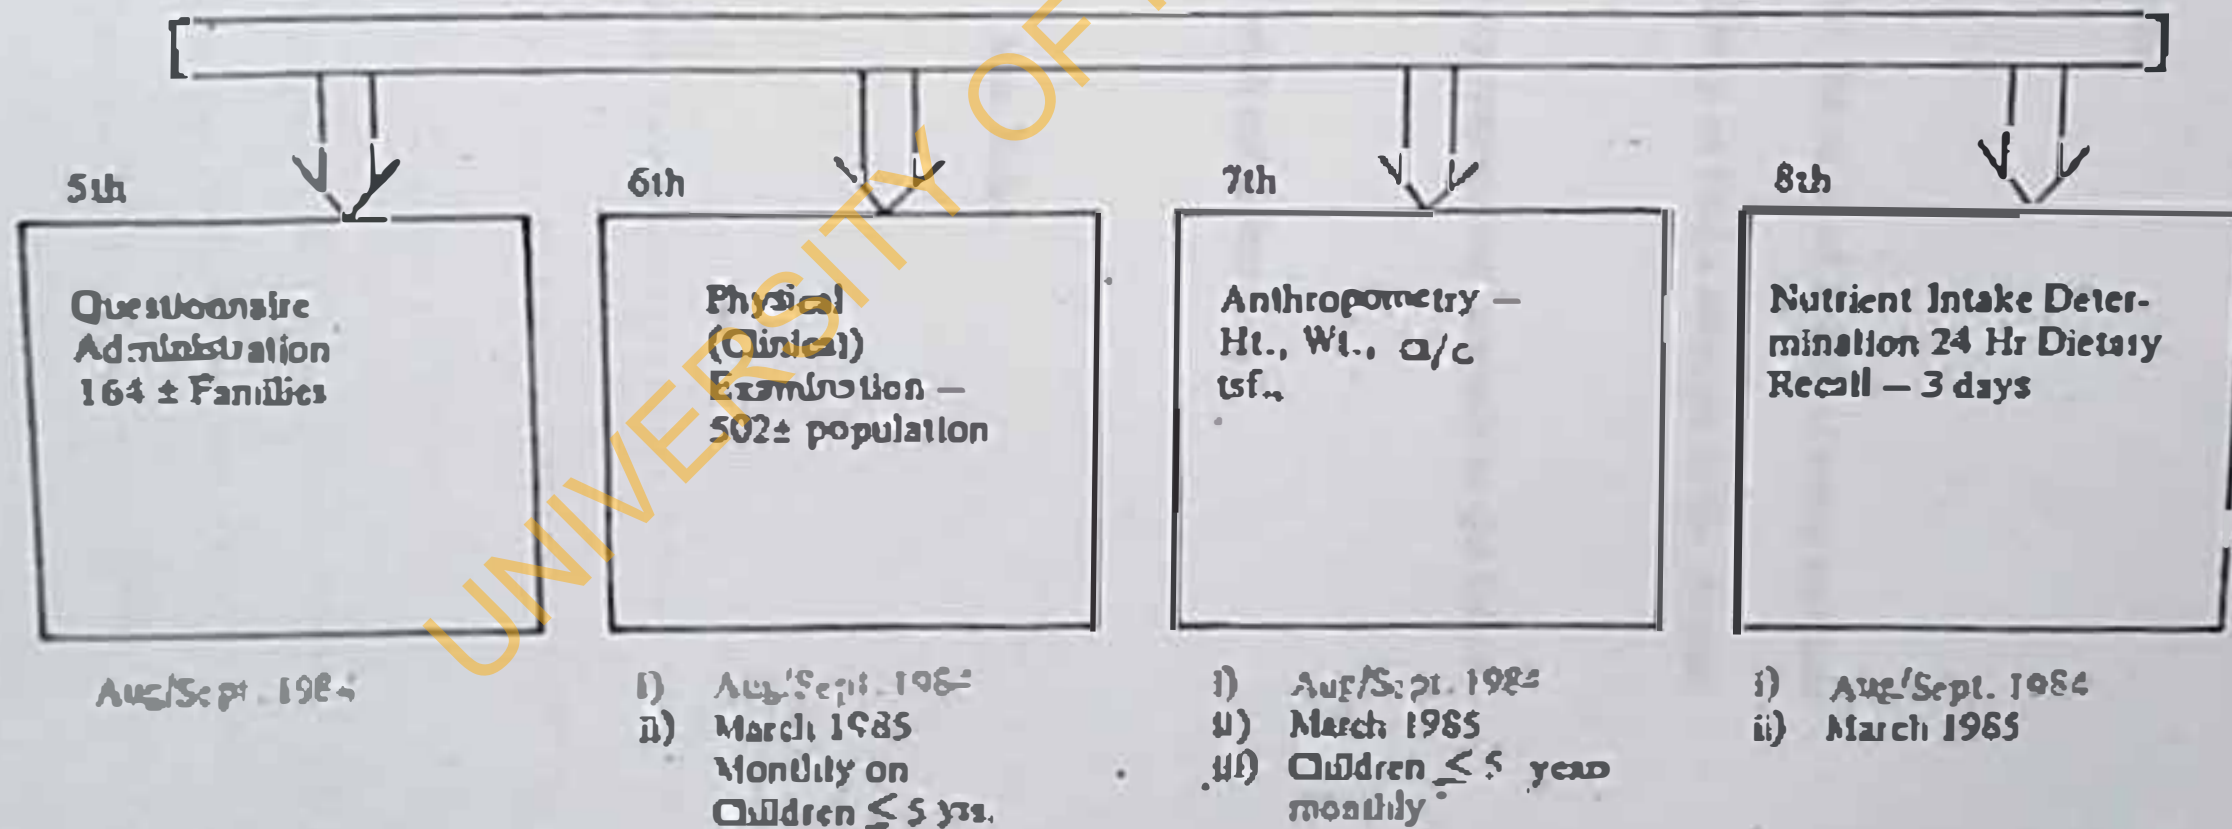 5th
Questionnaire
Administration
164 ± Families
Aug/Sept. 1984
6th
Physical
(Clinical)
Examination —
502± population
i) Aug/Sept. 1984
ii) March 1985
Monthly on
Children ≤ 5 yrs.
7th
Anthropometry —
Ht., Wt., a/c
tsf.,
i) Aug/Sept. 1984
ii) March 1985
iii) Children ≤ 5 years
monthly
8th
Nutrient Intake Deter-
mination 24 Hr Dietary
Recall — 3 days
i) Aug/Sept. 1984
ii) March 1985
UNIVERSITY OF